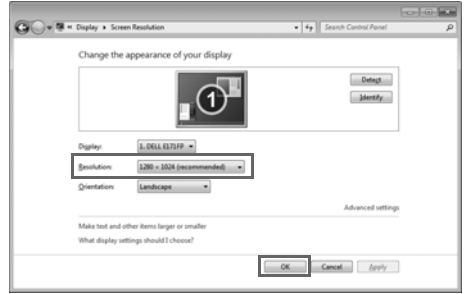 « Display ▸ Screen Resolution
Search Control Panel
Change the appearance of your display
1
Detect
Identify
Display: 1. DELL E171FP
Resolution: 1280 × 1024 (recommended)
Orientation: Landscape
Advanced settings
Make text and other items larger or smaller
What display settings should I choose?
OK Cancel Apply